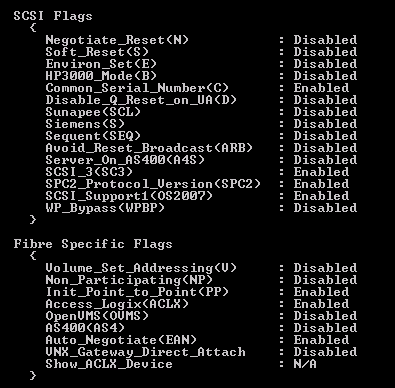 SCSI Flags
{
Negotiate_Reset(N) : Disabled
Soft_Reset(S) : Disabled
Environ_Set(E) : Disabled
HP3000_Mode(B) : Disabled
Common_Serial_Number(C) : Enabled
Disable_Q_Reset_on_UA(D) : Disabled
Sunapee(SCL) : Disabled
Siemens(S) : Disabled
Sequent(SEQ) : Disabled
Avoid_Reset_Broadcast(ARB) : Disabled
Server_On_AS400(A4S) : Disabled
SCSI_3(SC3) : Enabled
SPC2_Protocol_Version(SPC2) : Enabled
SCSI_Support1(OS2007) : Enabled
WP_Bypass(WPBP) : Disabled
}
Fibre Specific Flags
{
Volume_Set_Addressing(V) : Disabled
Non_Participating(NP) : Disabled
Init_Point_to_Point(PP) : Enabled
Access_Logix(ACLX) : Enabled
OpenVMS(OVMS) : Disabled
AS400(AS4) : Disabled
Auto_Negotiate(EAN) : Enabled
VNX_Gateway_Direct_Attach : Disabled
Show_ACLX_Device : N/A
}